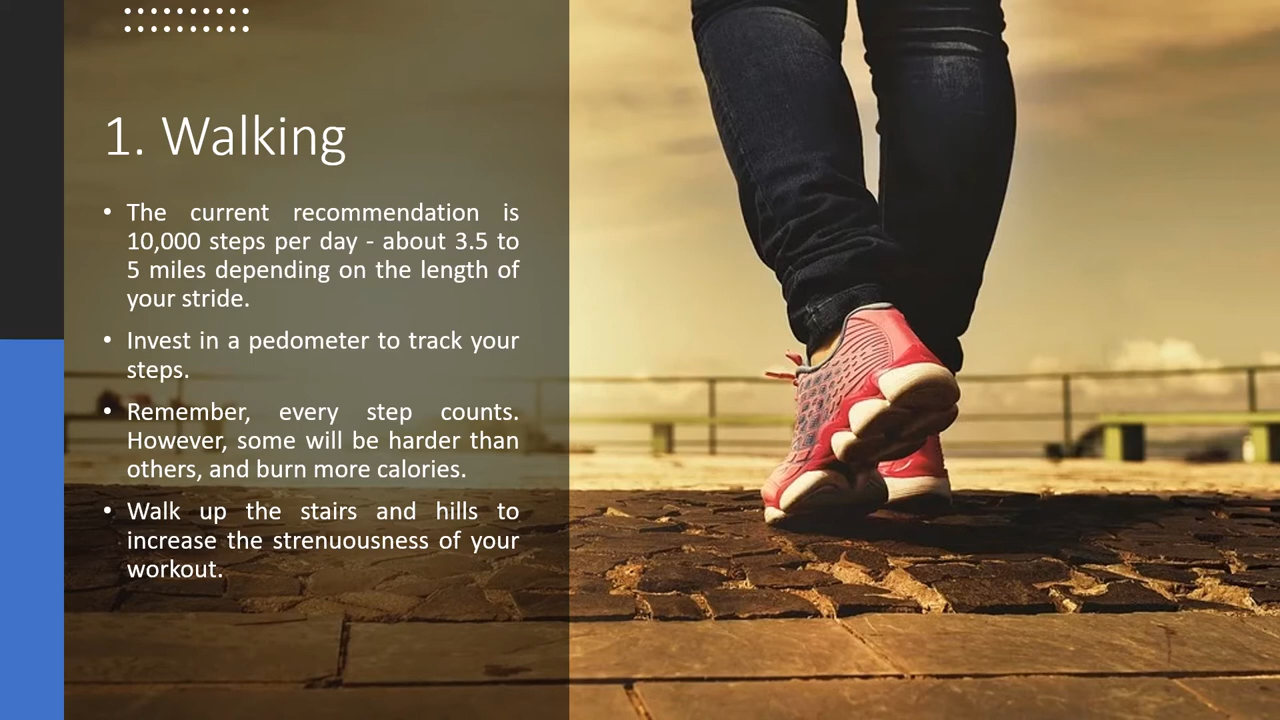 1. Walking
• The current recommendation is
10,000 steps per day - about 3.5 to
5 miles depending on the length of
your stride.
• Invest in a pedometer to track your
steps.
• Remember, every step counts.
However, some will be harder than
others, and burn more calories.
• Walk up the stairs and hills to
increase the strenuousness of your
workout.